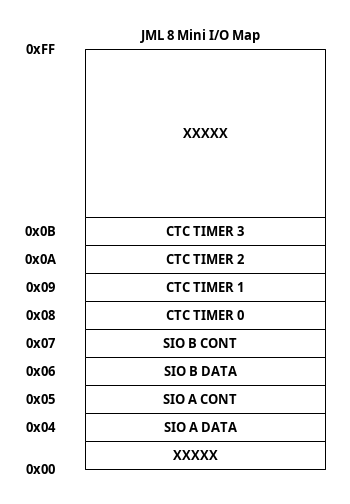 JML 8 Mini I/O Map
0xFF
XXXXX
0x0B CTC TIMER 3
0x0A CTC TIMER 2
0x09 CTC TIMER 1
0x08 CTC TIMER 0
0x07 SIO B CONT
0x06 SIO B DATA
0x05 SIO A CONT
0x04 SIO A DATA
XXXXX
0x00